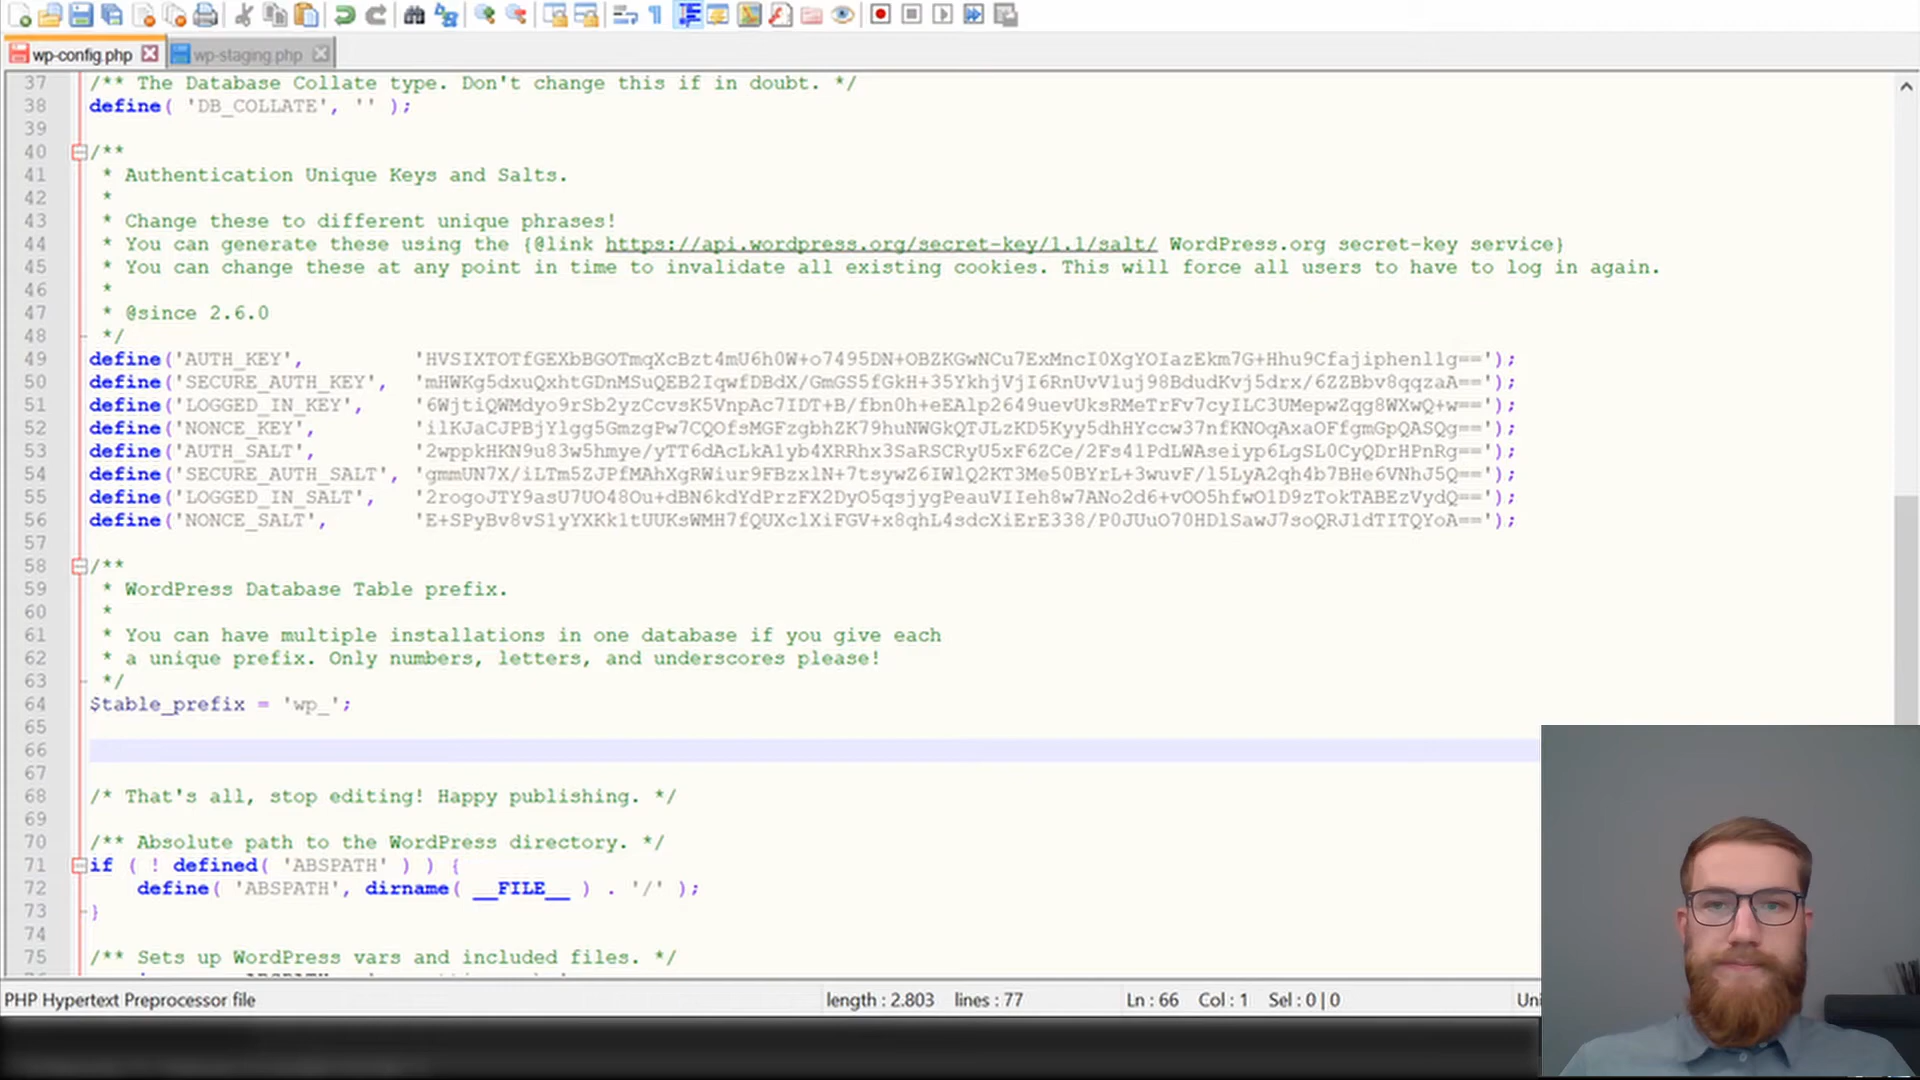 wp-config.php wp-staging.php
37 /** The Database Collate type. Don't change this if in doubt. */
38 define( 'DB_COLLATE', '' );
39
40 /**
41 * Authentication Unique Keys and Salts.
42 *
43 * Change these to different unique phrases!
44 * You can generate these using the {@link https://api.wordpress.org/secret-key/1.1/salt/ WordPress.org secret-key service}
45 * You can change these at any point in time to invalidate all existing cookies. This will force all users to have to log in again.
46 *
47 * @since 2.6.0
48 */
49 define('AUTH_KEY',
50 define('SECURE_AUTH_KEY',
51 define('LOGGED_IN_KEY',
52 define('NONCE_KEY',
53 define('AUTH_SALT',
54 define('SECURE_AUTH_SALT',
55 define('LOGGED_IN_SALT',
56 define('NONCE_SALT',
57
58 /**
59 * WordPress Database Table prefix.
60 *
61 * You can have multiple installations in one database if you give each
62 * a unique prefix. Only numbers, letters, and underscores please!
63 */
64 $table_prefix = 'wp_';
65
66
67
68 /* That's all, stop editing! Happy publishing. */
69
70 /** Absolute path to the WordPress directory. */
71 if ( ! defined( 'ABSPATH' ) ) {
72 define( 'ABSPATH', dirname( __FILE__ ) . '/' );
73 }
74
75 /** Sets up WordPress vars and included files. */
PHP Hypertext Preprocessor file length : 2.803 lines : 77 Ln : 66 Col : 1 Sel : 0 | 0